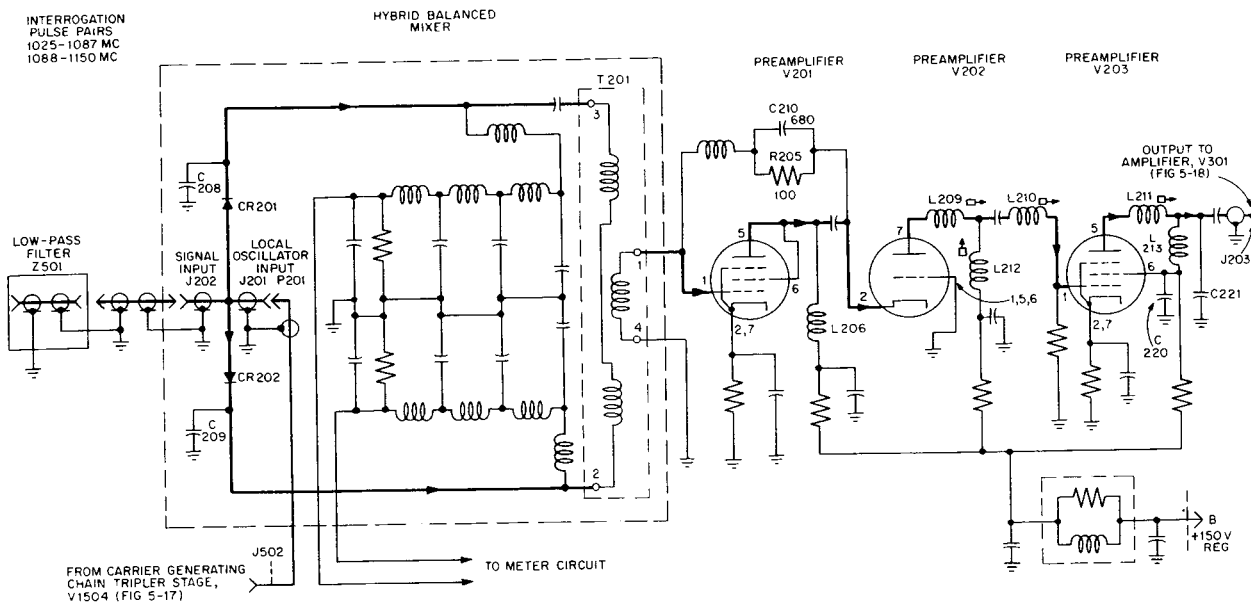 INTERROGATION
PULSE PAIRS
1025-1087 MC
1088-1150 MC
HYBRID BALANCED
MIXER
T201
3
PREAMPLIFIER
V201
PREAMPLIFIER
V202
PREAMPLIFIER
V203
C210
680
R205
100
OUTPUT TO
AMPLIFIER, V301
(FIG 5-18)
C
208
CR201
LOW-PASS
FILTER
Z501
SIGNAL
INPUT
J202
LOCAL
OSCILLATOR
INPUT
J201 P201
1
4
5
1
6
2,7
L206
7
2
L209
L210
L212
1,5,6
5
1
6
2,7
L211
L
213
J203
C221
C
220
CR202
C
209
2
J502
FROM CARRIER GENERATING
CHAIN TRIPLER STAGE,
V1504 (FIG 5-17)
TO METER CIRCUIT
B
+150 V
REG